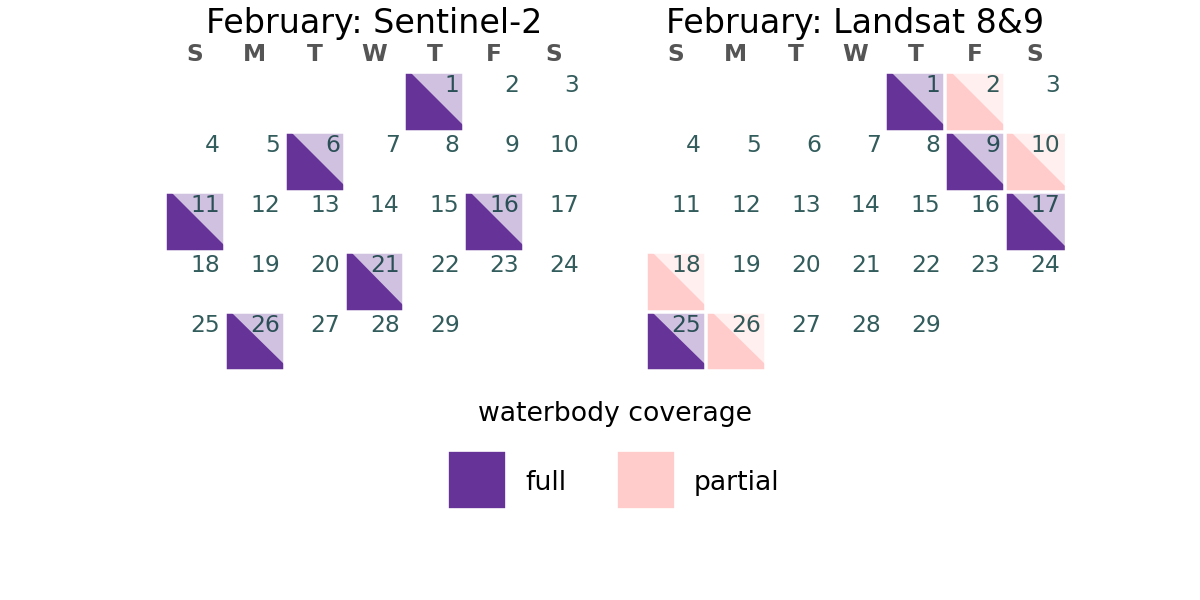 February: Sentinel-2
S M T W T F S
1 2 3
4 5 6 7 8 9 10
11 12 13 14 15 16 17
18 19 20 21 22 23 24
25 26 27 28 29
February: Landsat 8&9
S M T W T F S
1 2 3
4 5 6 7 8 9 10
11 12 13 14 15 16 17
18 19 20 21 22 23 24
25 26 27 28 29
waterbody coverage
full
partial